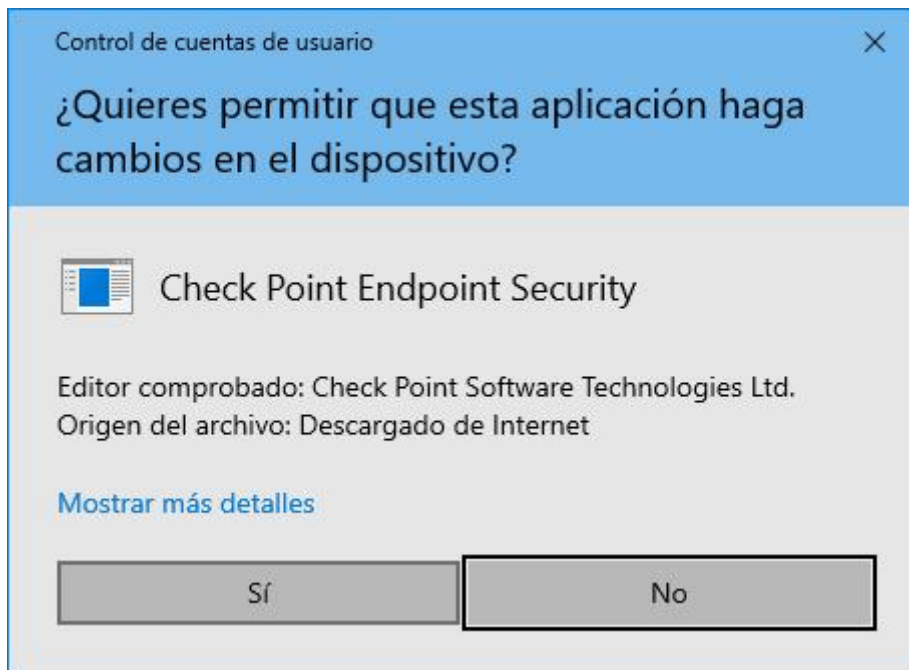 Control de cuentas de usuario
¿Quieres permitir que esta aplicación haga
cambios en el dispositivo?
Check Point Endpoint Security
Editor comprobado: Check Point Software Technologies Ltd.
Origen del archivo: Descargado de Internet
Mostrar más detalles
Sí
No